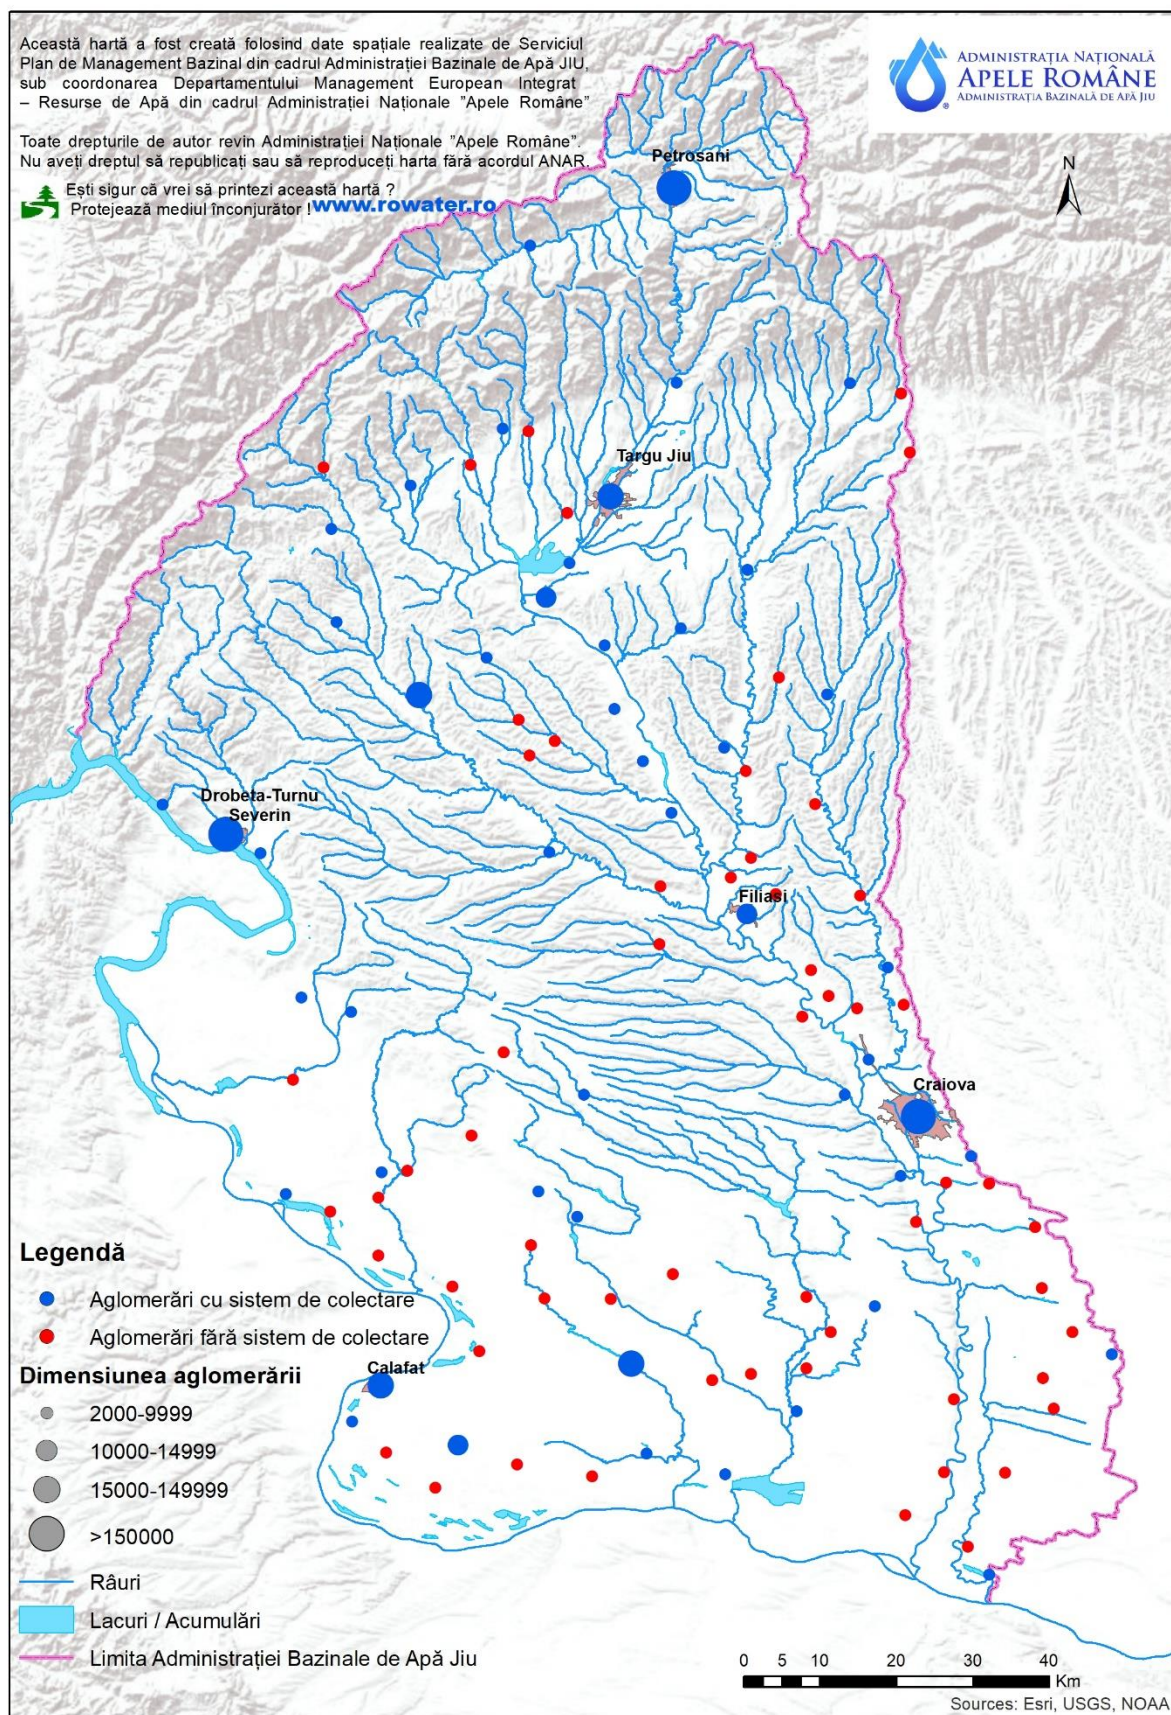 Această hartă a fost creată folosind date spațiale realizate de Serviciul
Plan de Management Bazinal din cadrul Administrației Bazinale de Apă JIU,
sub coordonarea Departamentului Management European Integrat
– Resurse de Apă din cadrul Administrației Naționale "Apele Române"
Toate drepturile de autor revin Administrației Naționale "Apele Române".
Nu aveți dreptul să republicați sau să reproduceți harta fără acordul ANAR.
Ești sigur că vrei să printezi această hartă ?
Protejează mediul înconjurător ! www.rowater.ro
ADMINISTRAȚIA NAȚIONALĂ
APELE ROMÂNE
ADMINISTRAȚIA BAZINALĂ DE APĂ JIU
®
N
Petrosani
Targu Jiu
Drobeta-Turnu
Severin
Filiasi
Craiova
Calafat
Legendă
Aglomerări cu sistem de colectare
Aglomerări fără sistem de colectare
Dimensiunea aglomerării
2000-9999
10000-14999
15000-149999
>150000
Râuri
Lacuri / Acumulări
Limita Administrației Bazinale de Apă Jiu
0 5 10 20 30 40
Km
Sources: Esri, USGS, NOAA